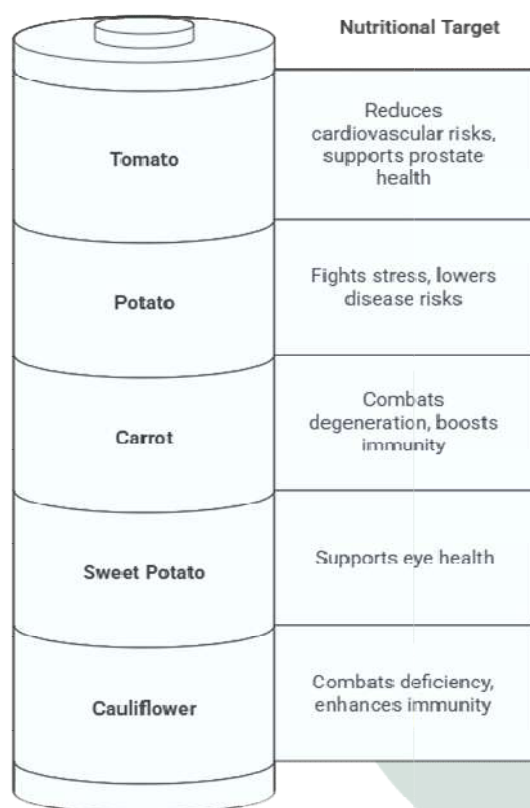 Nutritional Target
Tomato
Reduces
cardiovascular risks,
supports prostate
health
Potato
Fights stress, lowers
disease risks
Carrot
Combats
degeneration, boosts
immunity
Sweet Potato
Supports eye health
Cauliflower
Combats deficiency,
enhances immunity